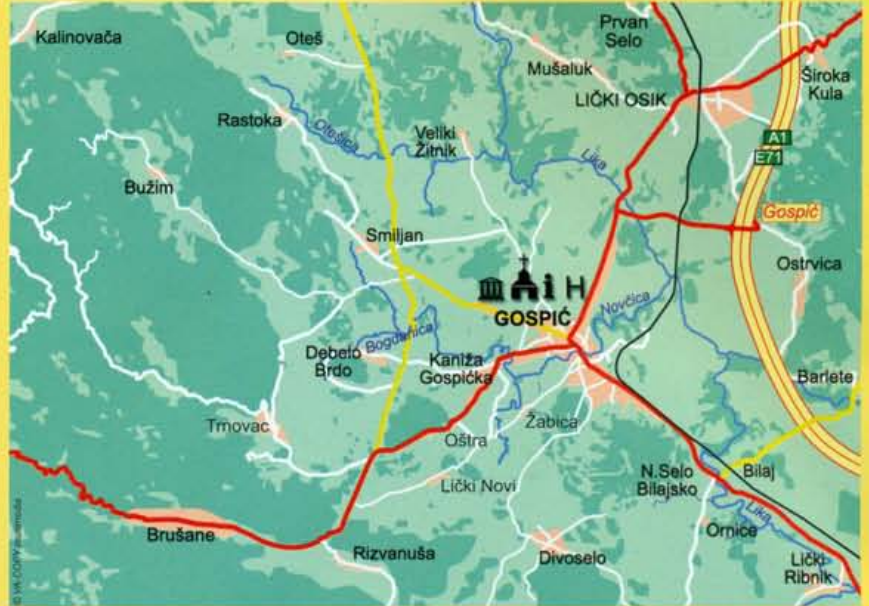 Kalinovača
Oteš
Prvan
Selo
Mušaluk
Široka
Kula
LIČKI OSIK
Rastoka
Otešica
Veliki
Žitnik
Lika
A1
E71
Bužim
Gospić
Smiljan
Ostrvica
H
GOSPIĆ
Novčica
Bogdanica
Debelo
Brdo
Kaniža
Gospićka
Barlete
Trnovac
Oštra
Žabica
N.Selo
Bilajsko
Bilaj
Lički Novi
Lika
Brušane
Ornice
Rizvanuša
Divoselo
Lički
Ribnik